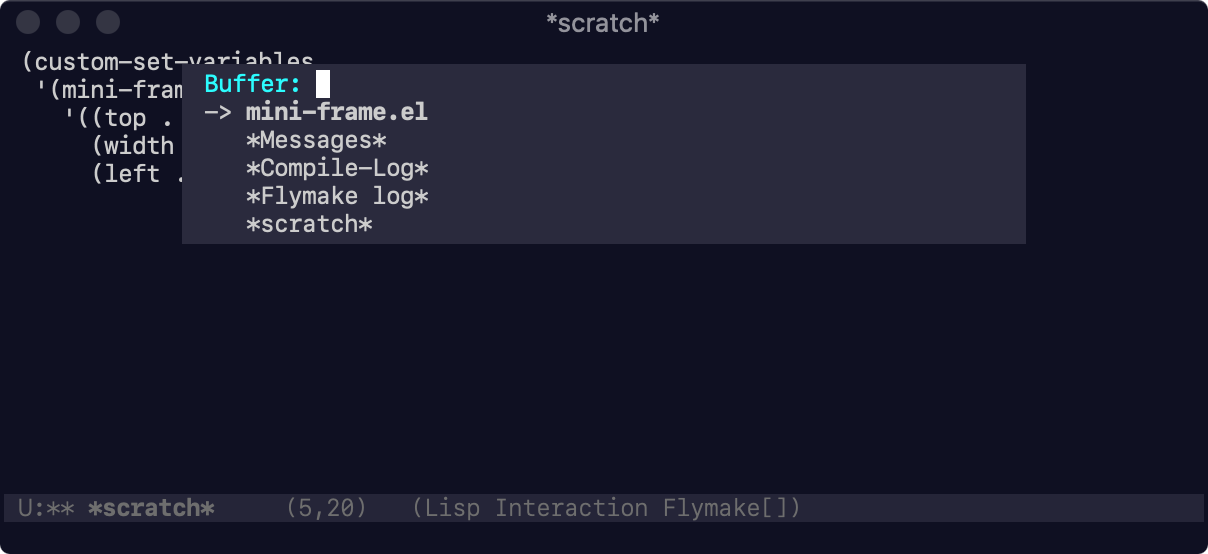 *scratch*
(custom-set-variables
'(mini-fram
'((top .
(width
(left .
Buffer:
-> mini-frame.el
*Messages*
*Compile-Log*
*Flymake log*
*scratch*
U:** *scratch* (5,20) (Lisp Interaction Flymake[])